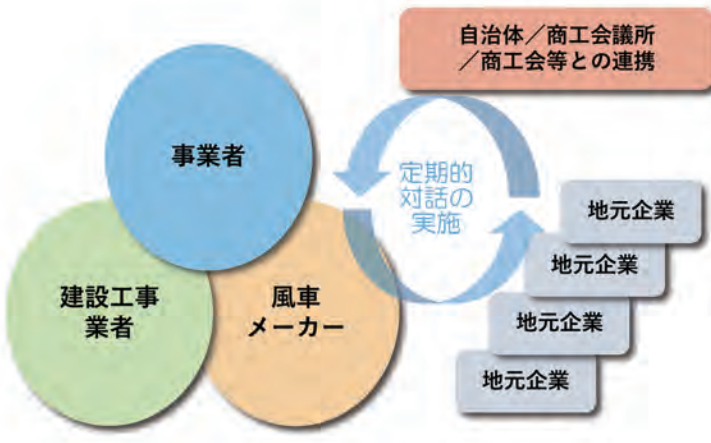 自治体／商工会議所
／商工会等との連携
事業者
定期的
対話の
実施
地元企業
地元企業
建設工事
業者
風車
メーカー
地元企業
地元企業